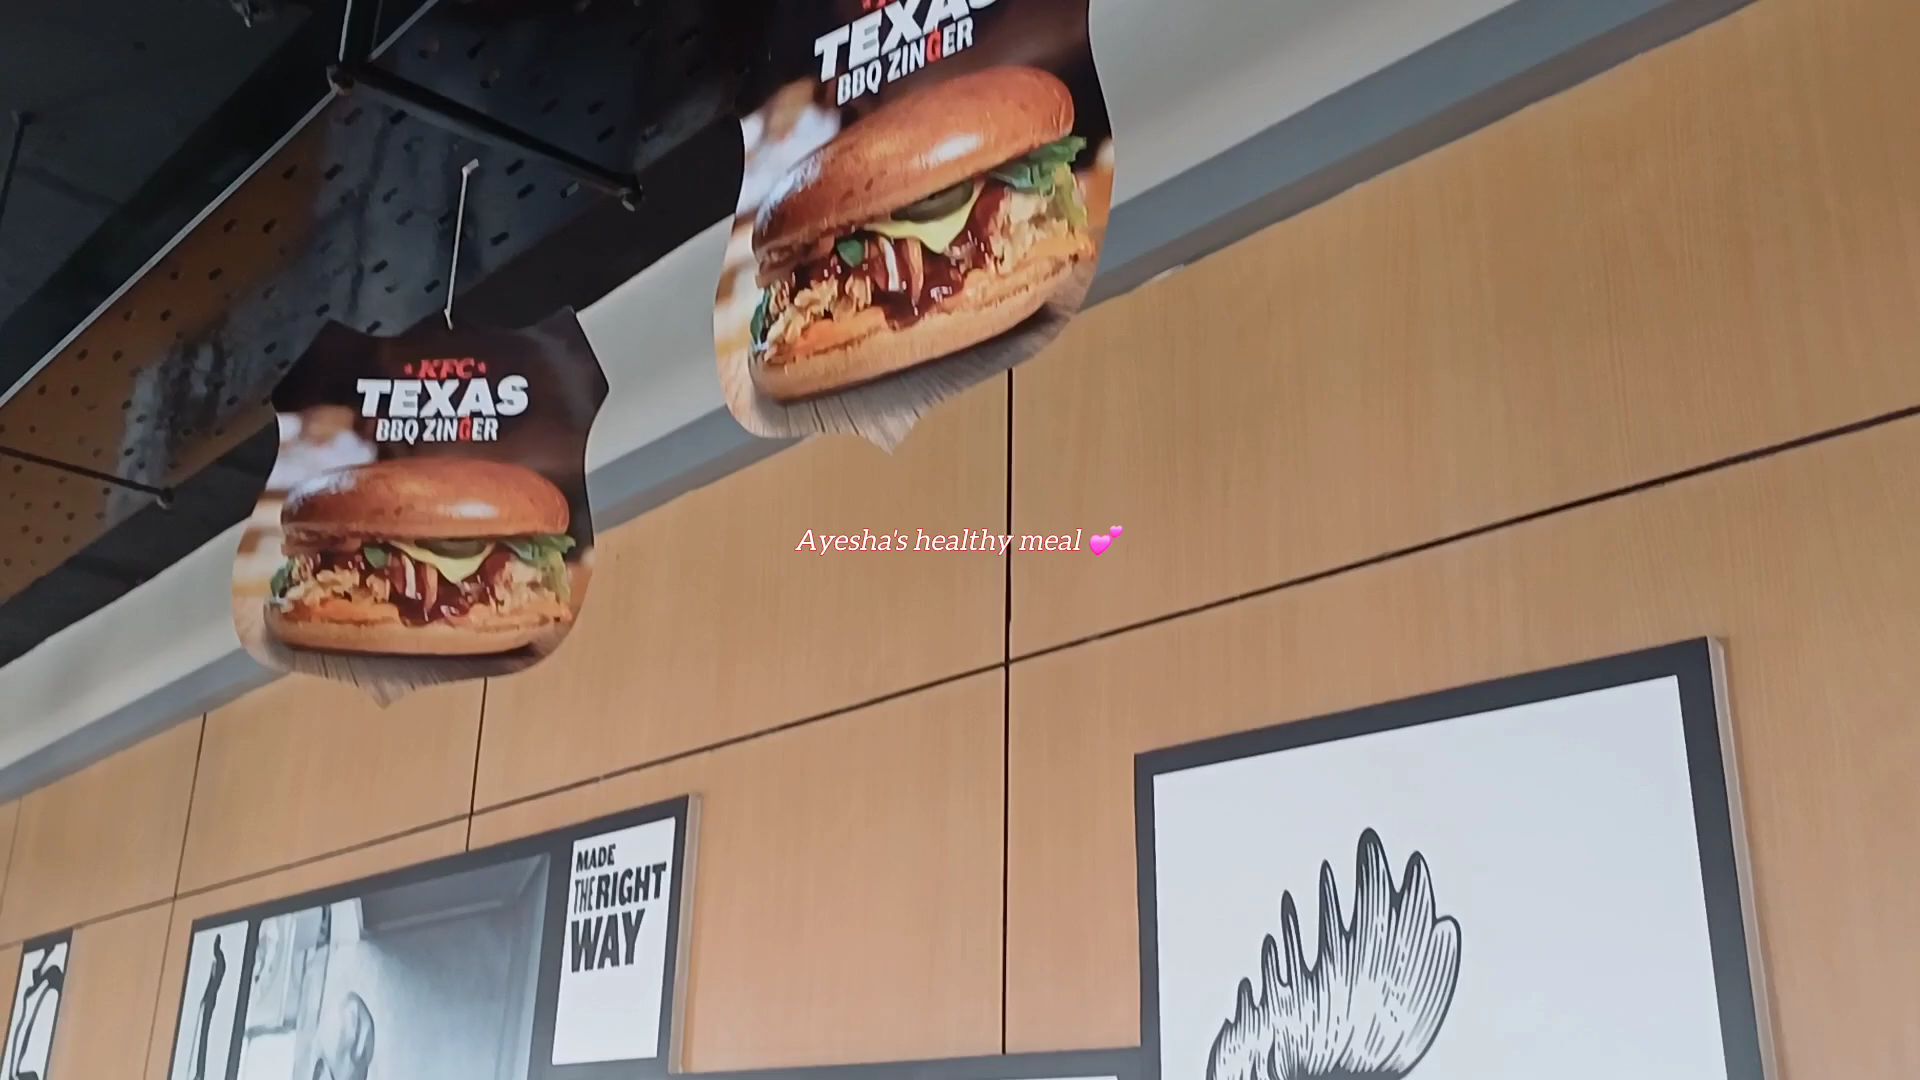 TEXAS
BBQ ZINGER
KFC
TEXAS
BBQ ZINGER
Ayesha's healthy meal 💕
MADE
THE RIGHT
WAY